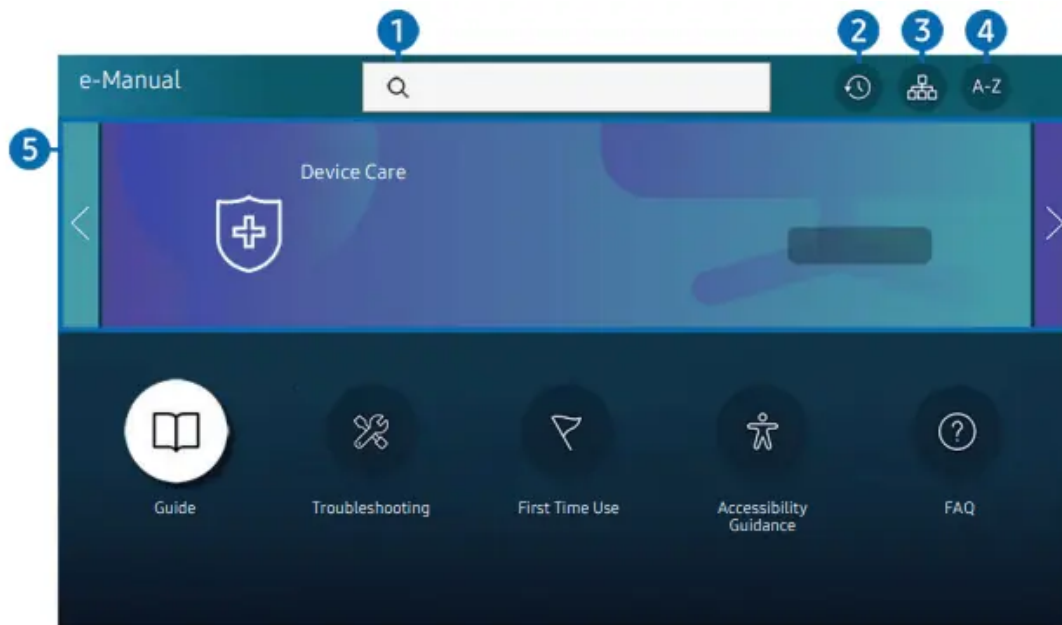 1
2
3
4
e-Manual
A-Z
5
Device Care
Guide
Troubleshooting
First Time Use
Accessibility
Guidance
FAQ